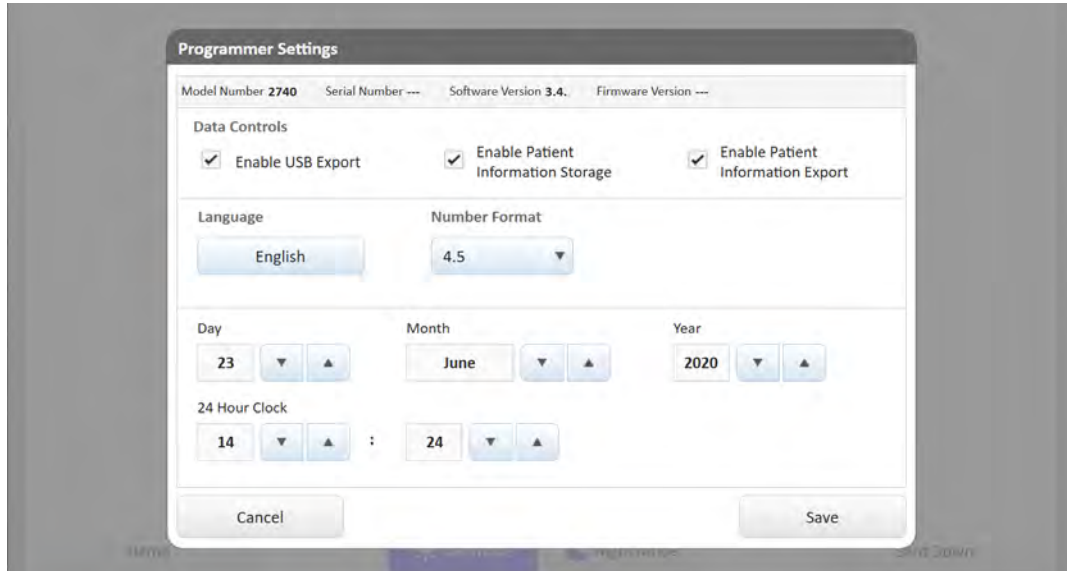 Programmer Settings
Model Number 2740 Serial Number --- Software Version 3.4. Firmware Version ---
Data Controls
Enable USB Export
Enable Patient
Information Storage
Enable Patient
Information Export
Language Number Format
English 4.5
Day Month Year
23 June 2020
24 Hour Clock
14 : 24
Cancel Save